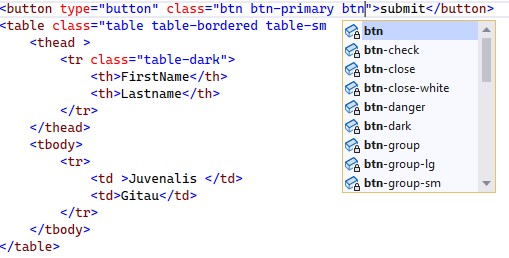 <button type="button" class="btn btn-primary btn">submit</button>
<table class="table table-bordered table-sm
<thead >
<tr class="table-dark">
<th>FirstName</th>
<th>Lastname</th>
</tr>
</thead>
<tbody>
<tr>
<td >Juvenalis </td>
<td>Gitau</td>
</tr>
</tbody>
</table>
btn
btn-check
btn-close
btn-close-white
btn-danger
btn-dark
btn-group
btn-group-lg
btn-group-sm